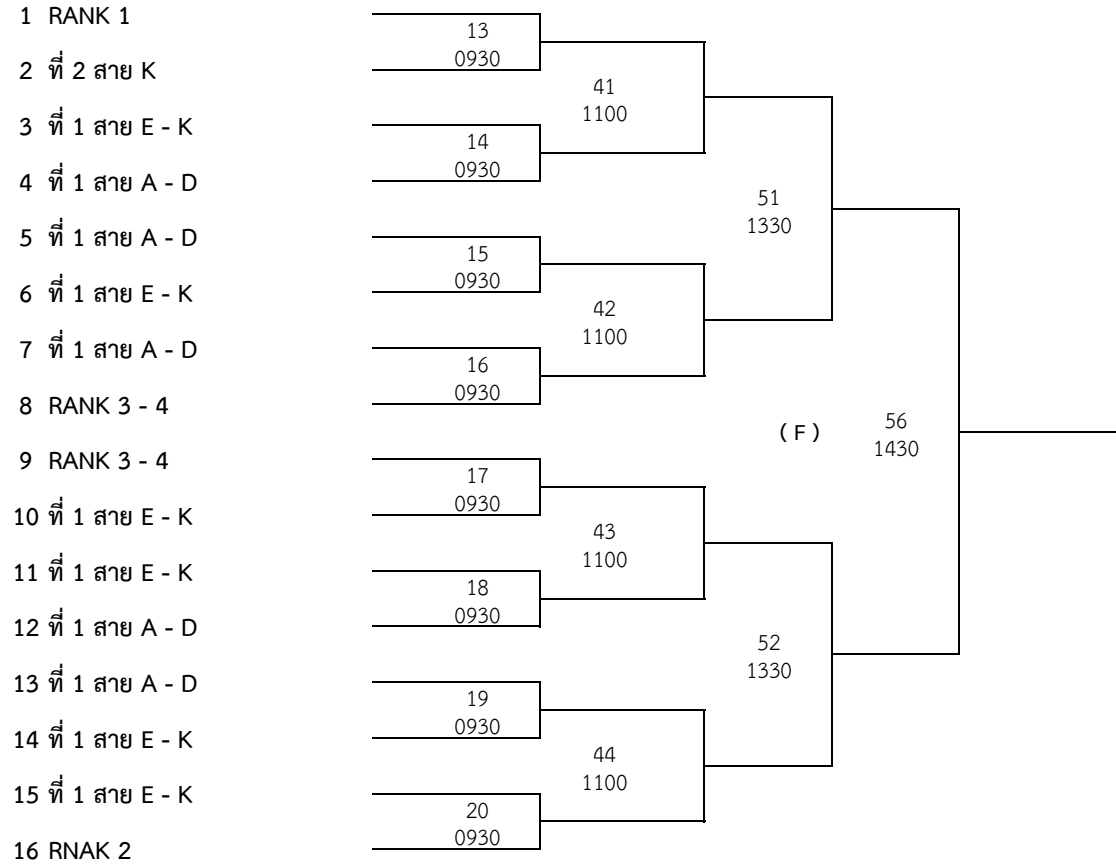 1 RANK 1
13
0930
2 ที่ 2 สาย K
41
1100
3 ที่ 1 สาย E - K
14
0930
4 ที่ 1 สาย A - D
51
1330
5 ที่ 1 สาย A - D
15
0930
6 ที่ 1 สาย E - K
42
1100
7 ที่ 1 สาย A - D
16
0930
8 RANK 3 - 4
( F ) 56
1430
9 RANK 3 - 4
17
0930
10 ที่ 1 สาย E - K
43
1100
11 ที่ 1 สาย E - K
18
0930
12 ที่ 1 สาย A - D
52
1330
13 ที่ 1 สาย A - D
19
0930
14 ที่ 1 สาย E - K
44
1100
15 ที่ 1 สาย E - K
20
0930
16 RNAK 2